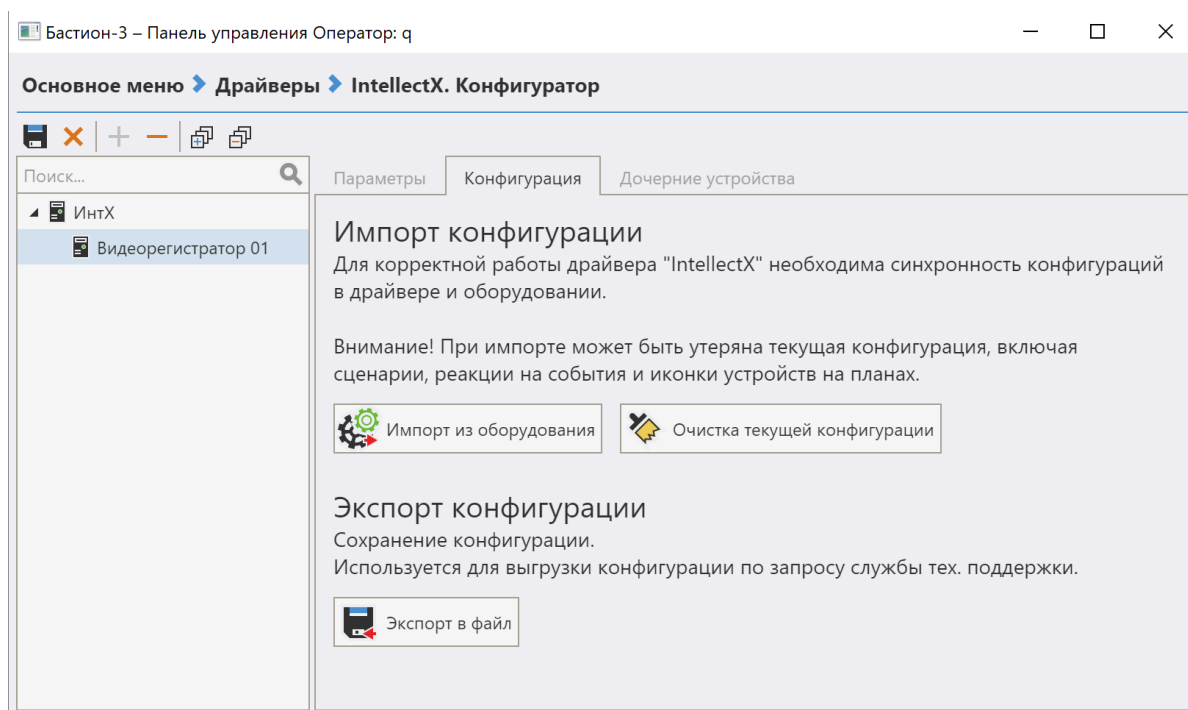 Бастион-3 – Панель управления Оператор: q
Основное меню Драйверы IntellectX. Конфигуратор
Поиск...
ИнтХ
Видеорегистратор 01
Параметры Конфигурация Дочерние устройства
Импорт конфигурации
Для корректной работы драйвера "IntellectX" необходима синхронность конфигураций
в драйвере и оборудовании.
Внимание! При импорте может быть утеряна текущая конфигурация, включая
сценарии, реакции на события и иконки устройств на планах.
Импорт из оборудования Очистка текущей конфигурации
Экспорт конфигурации
Сохранение конфигурации.
Используется для выгрузки конфигурации по запросу службы тех. поддержки.
Экспорт в файл